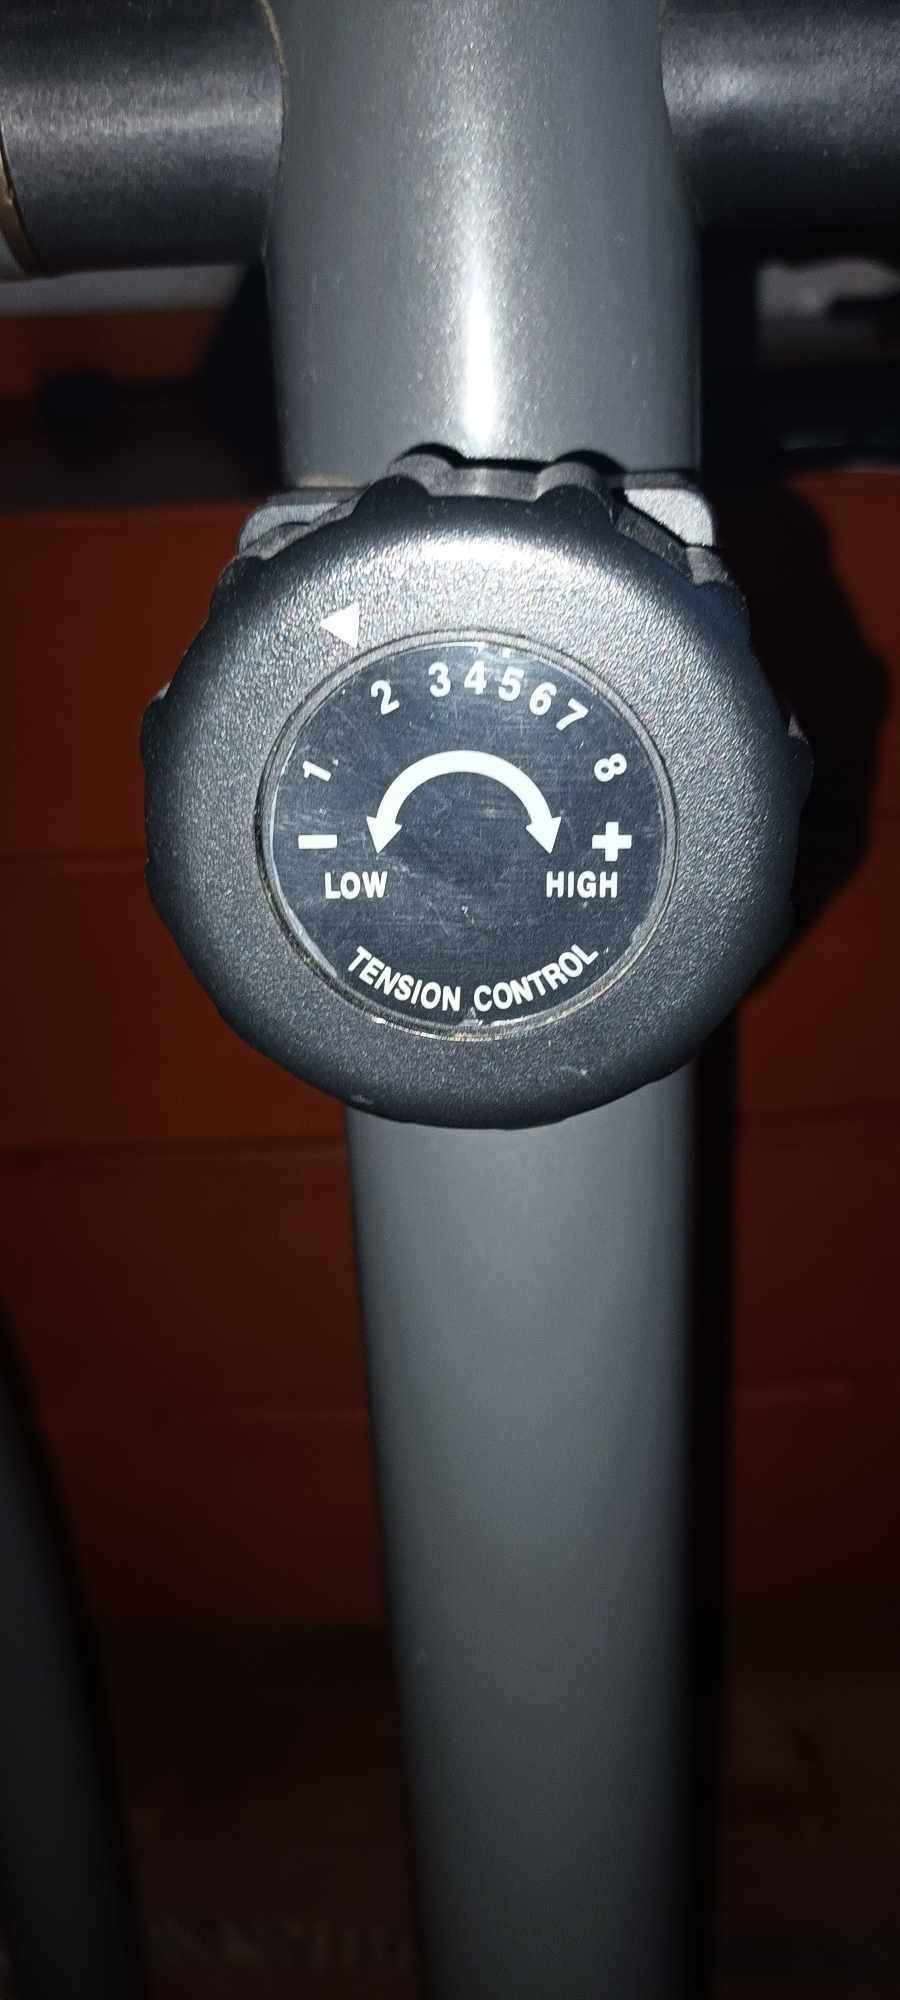 1 2 3 4 5 6 7 8
- +
LOW HIGH
TENSION CONTROL